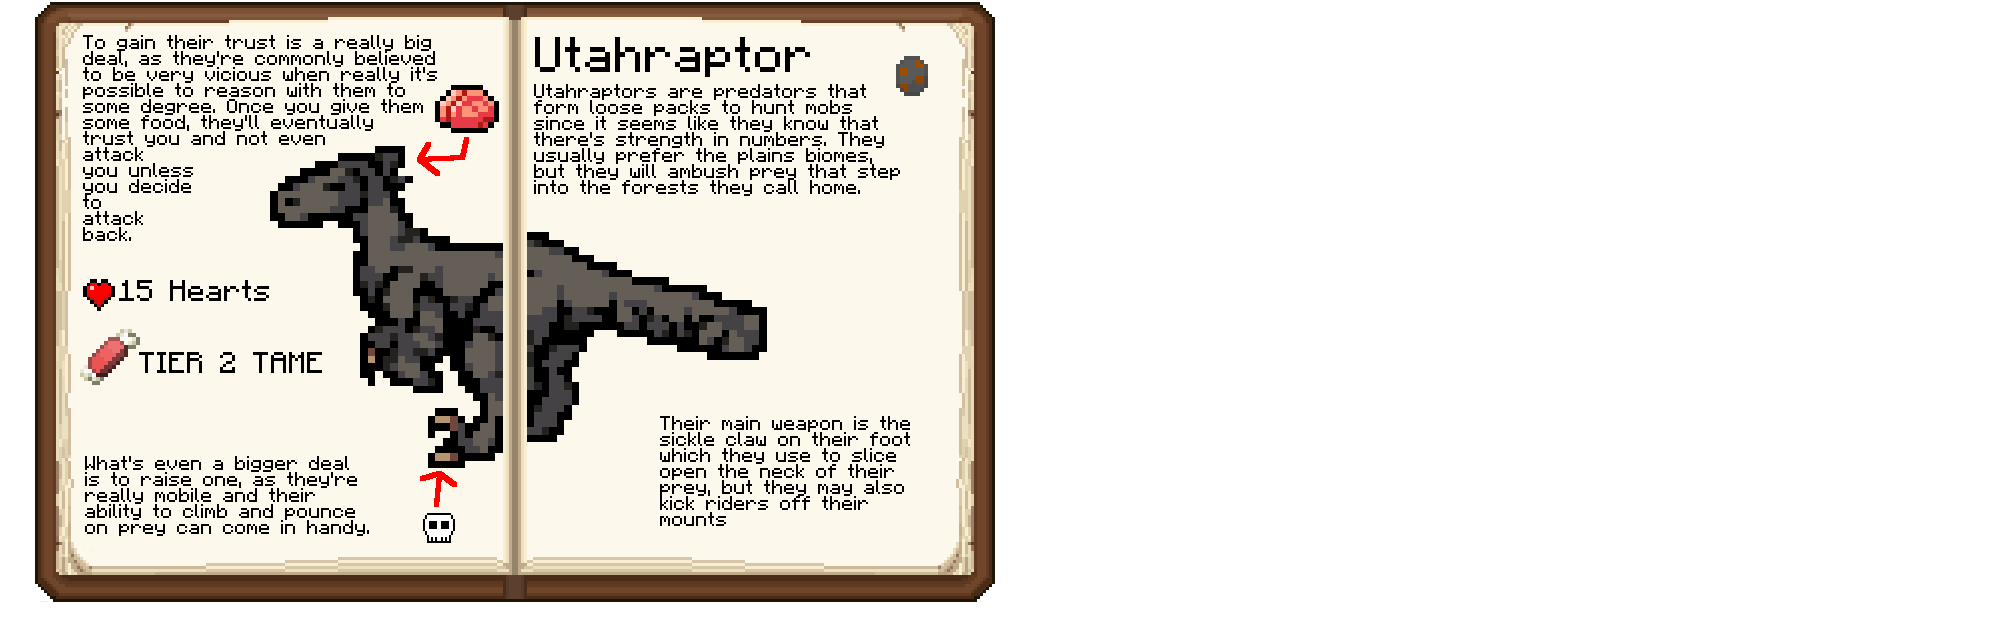 To gain their trust is a really big
deal, as they're commonly believed
to be very vicious when really it's
possible to reason with them to
some degree. Once you give them
some food, they'll eventually
trust you and not even
attack
you unless
you decide
to
attack
back.
15 Hearts
TIER 2 TAME
What's even a bigger deal
is to raise one, as they're
really mobile and their
ability to climb and pounce
on prey can come in handy.
Utahraptor
Utahraptors are predators that
form loose packs to hunt mobs
since it seems like they know that
there's strength in numbers. They
usually prefer the plains biomes,
but they will ambush prey that step
into the forests they call home.
Their main weapon is the
sickle claw on their foot
which they use to slice
open the neck of their
prey, but they may also
kick riders off their
mounts